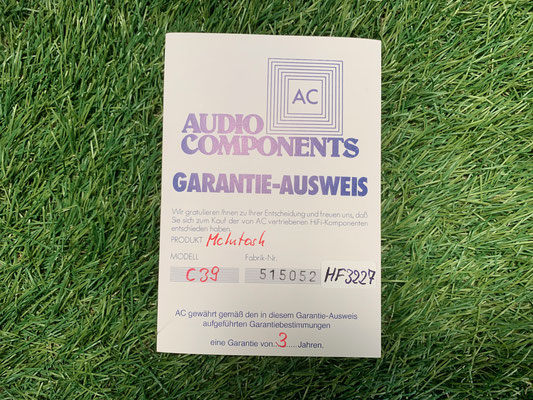 AC
AUDIO
COMPONENTS
GARANTIE-AUSWEIS
Wir gratulieren Ihnen zu Ihrer Entscheidung und freuen uns, daß
Sie sich zum Kauf der von AC vertriebenen HiFi-Komponenten
entschieden haben.
PRODUKT McIntosh
MODELL Fabrik-Nr.
C39 515052 HF3227
AC gewährt gemäß den in diesem Garantie-Ausweis
aufgeführten Garantiebestimmungen
eine Garantie von..3.....Jahren.